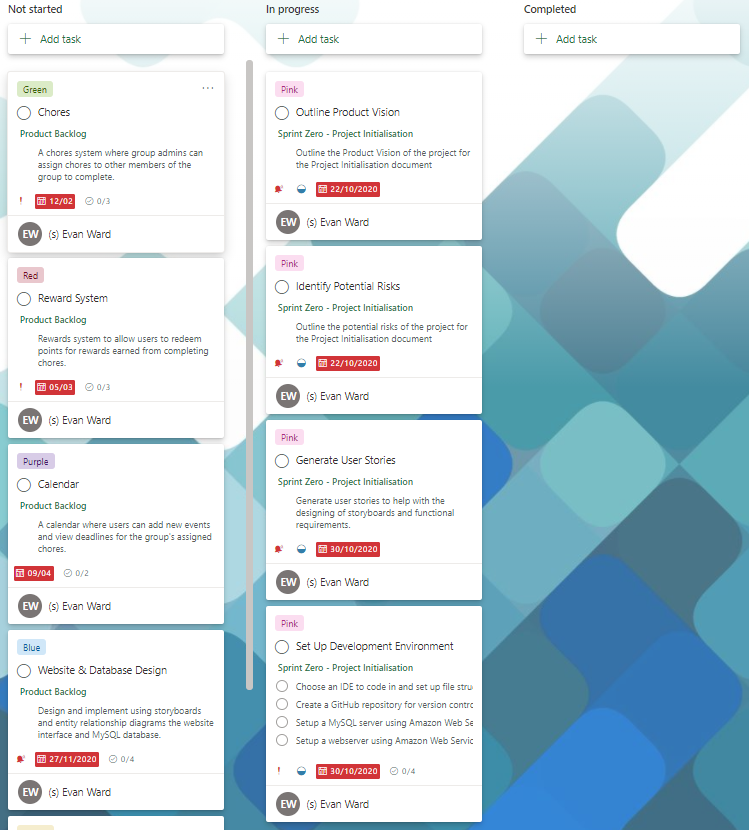 Not started
Add task
Green
Chores
Product Backlog
A chores system where group admins can
assign chores to other members of the
group to complete.
12/02
0/3
EW
(s) Evan Ward
Red
Reward System
Product Backlog
Rewards system to allow users to redeem
points for rewards earned from completing
chores.
05/03
0/3
EW
(s) Evan Ward
Purple
Calendar
Product Backlog
A calendar where users can add new events
and view deadlines for the group's assigned
chores.
09/04
0/2
EW
(s) Evan Ward
Blue
Website & Database Design
Product Backlog
Design and implement using storyboards
and entity relationship diagrams the website
interface and MySQL database.
27/11/2020
0/4
EW
(s) Evan Ward
In progress
Add task
Pink
Outline Product Vision
Sprint Zero - Project Initialisation
Outline the Product Vision of the project for
the Project Initialisation document
22/10/2020
EW
(s) Evan Ward
Pink
Identify Potential Risks
Sprint Zero - Project Initialisation
Outline the potential risks of the project for
the Project Initialisation document
22/10/2020
EW
(s) Evan Ward
Pink
Generate User Stories
Sprint Zero - Project Initialisation
Generate user stories to help with the
designing of storyboards and functional
requirements.
30/10/2020
EW
(s) Evan Ward
Pink
Set Up Development Environment
Sprint Zero - Project Initialisation
Choose an IDE to code in and set up file stru
Create a GitHub repository for version contro
Setup a MySQL server using Amazon Web Se
Setup a webserver using Amazon Web Servic
30/10/2020
0/4
EW
(s) Evan Ward
Completed
Add task